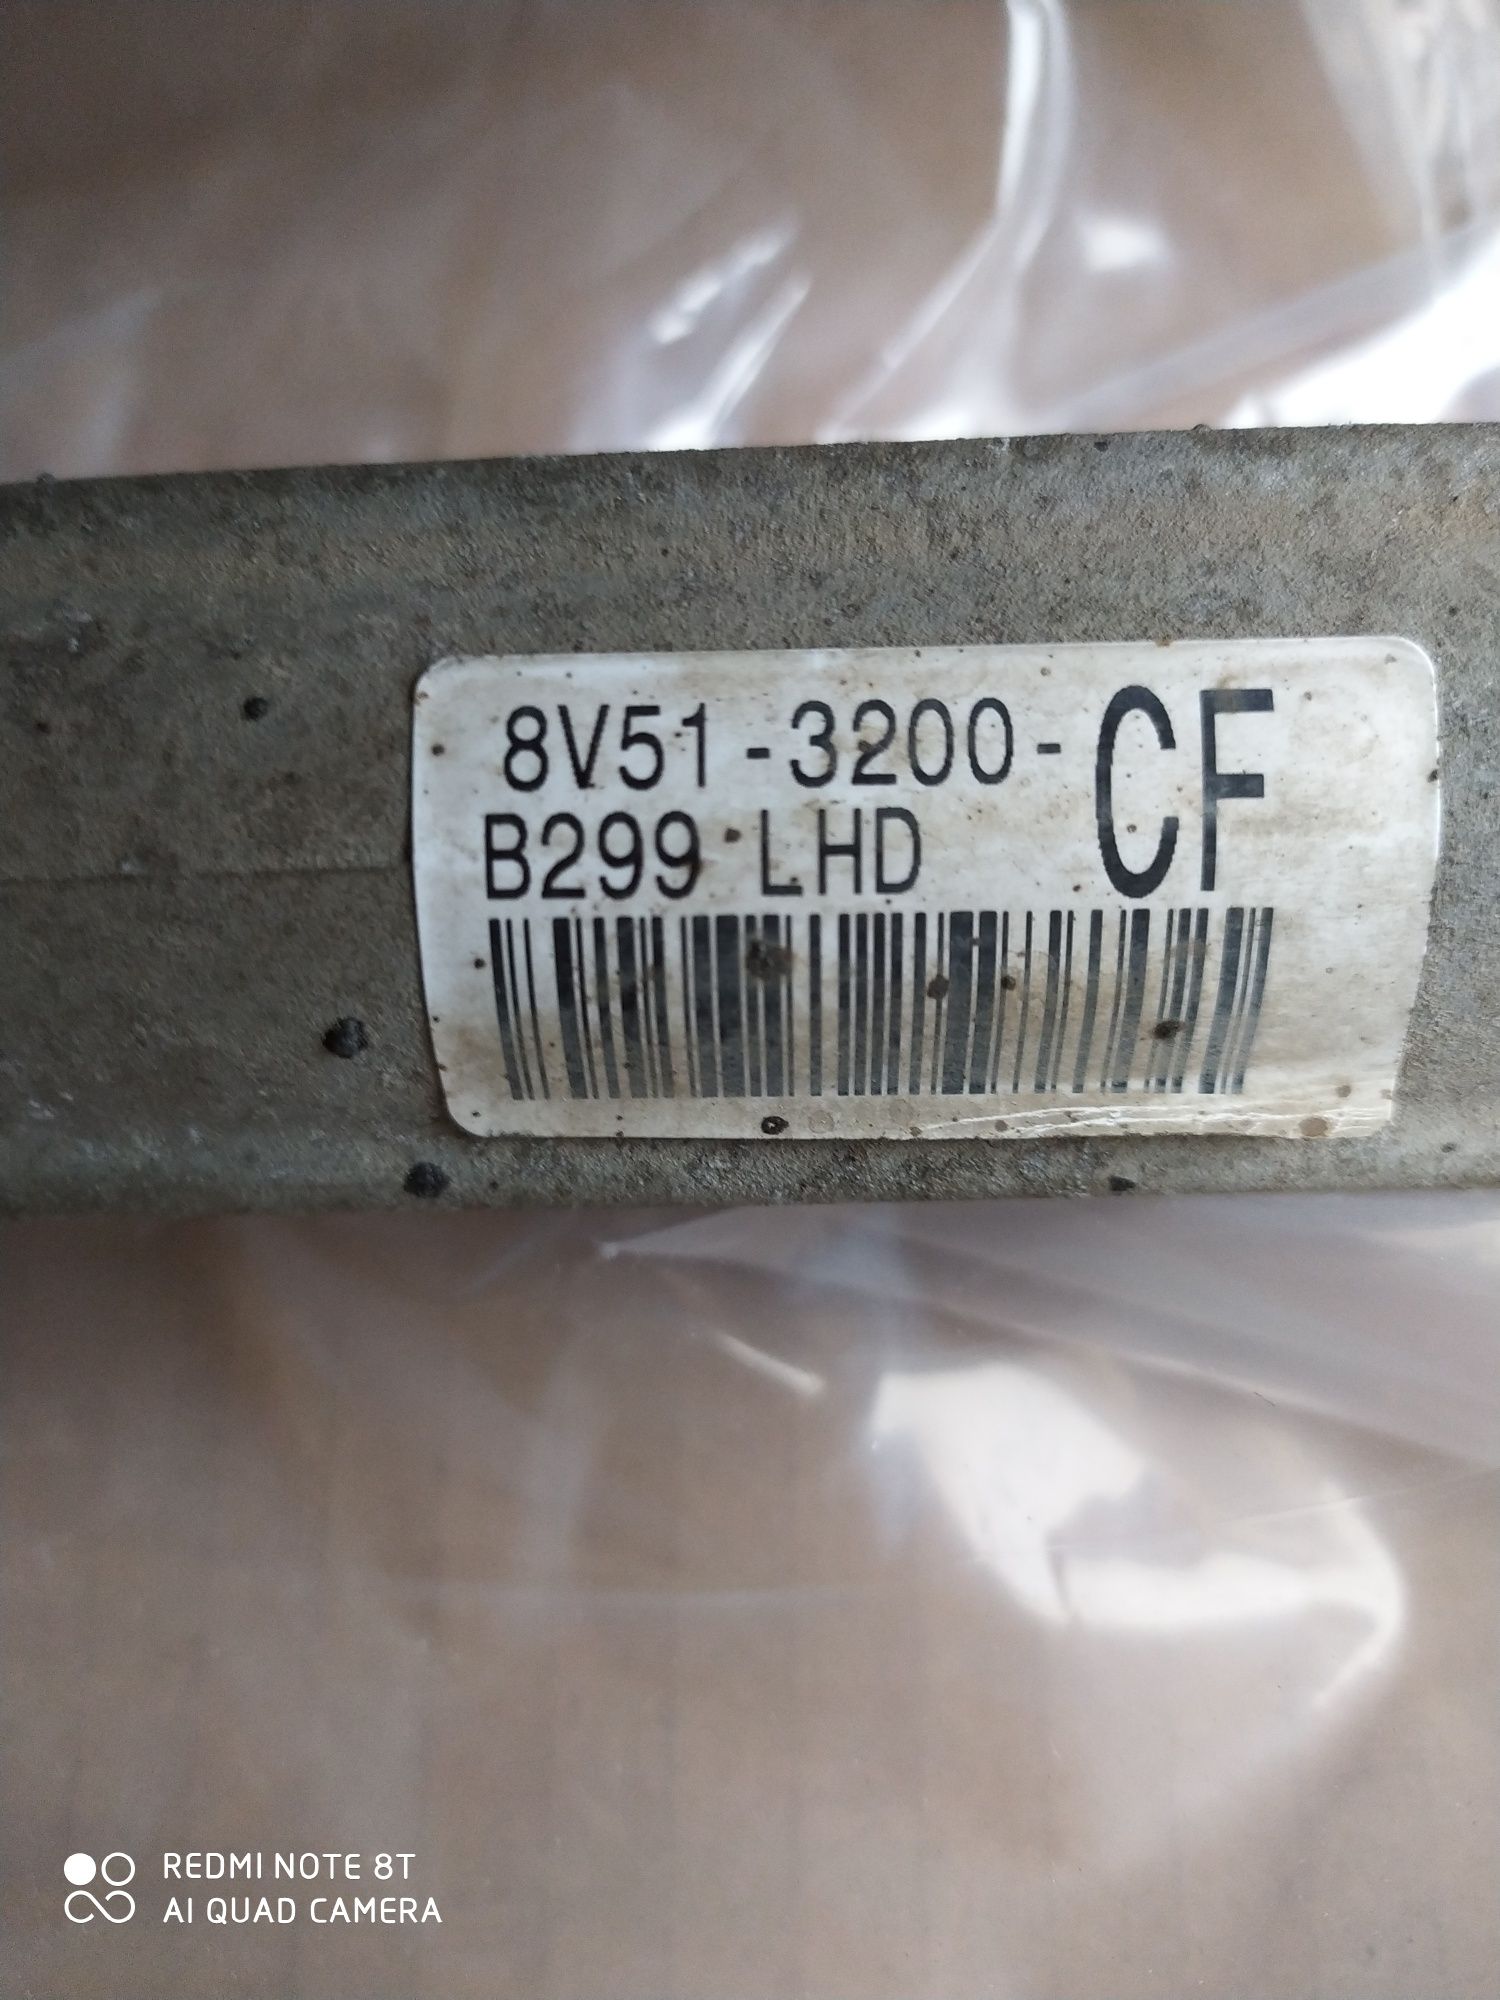 8V51-3200-CF
B299 LHD
REDMI NOTE 8T
AI QUAD CAMERA